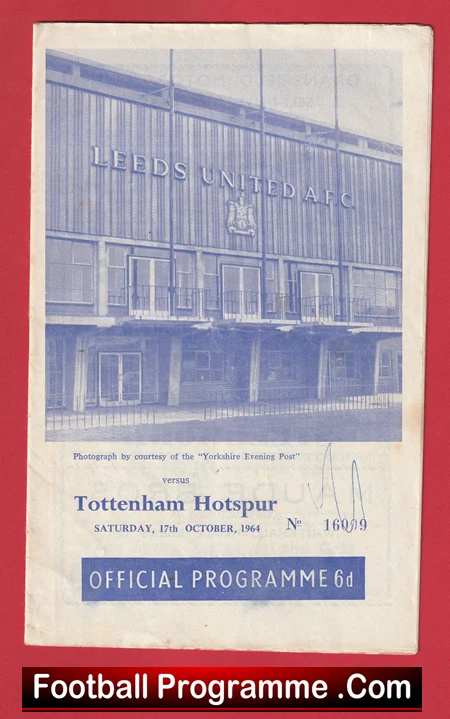 LEEDS UNITED A.F.C.
Photograph by courtesy of the "Yorkshire Evening Post"
versus
Tottenham Hotspur
SATURDAY, 17th OCTOBER, 1964 Nº 16099
OFFICIAL PROGRAMME 6d
Football Programme .Com